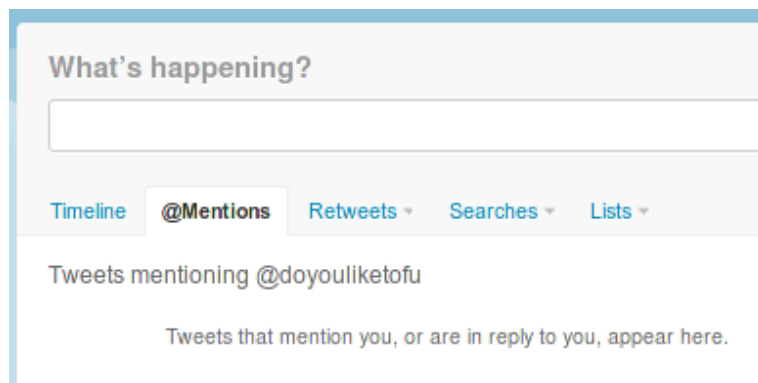 What's happening?
Timeline @Mentions Retweets Searches Lists
Tweets mentioning @doyouliketofu
Tweets that mention you, or are in reply to you, appear here.